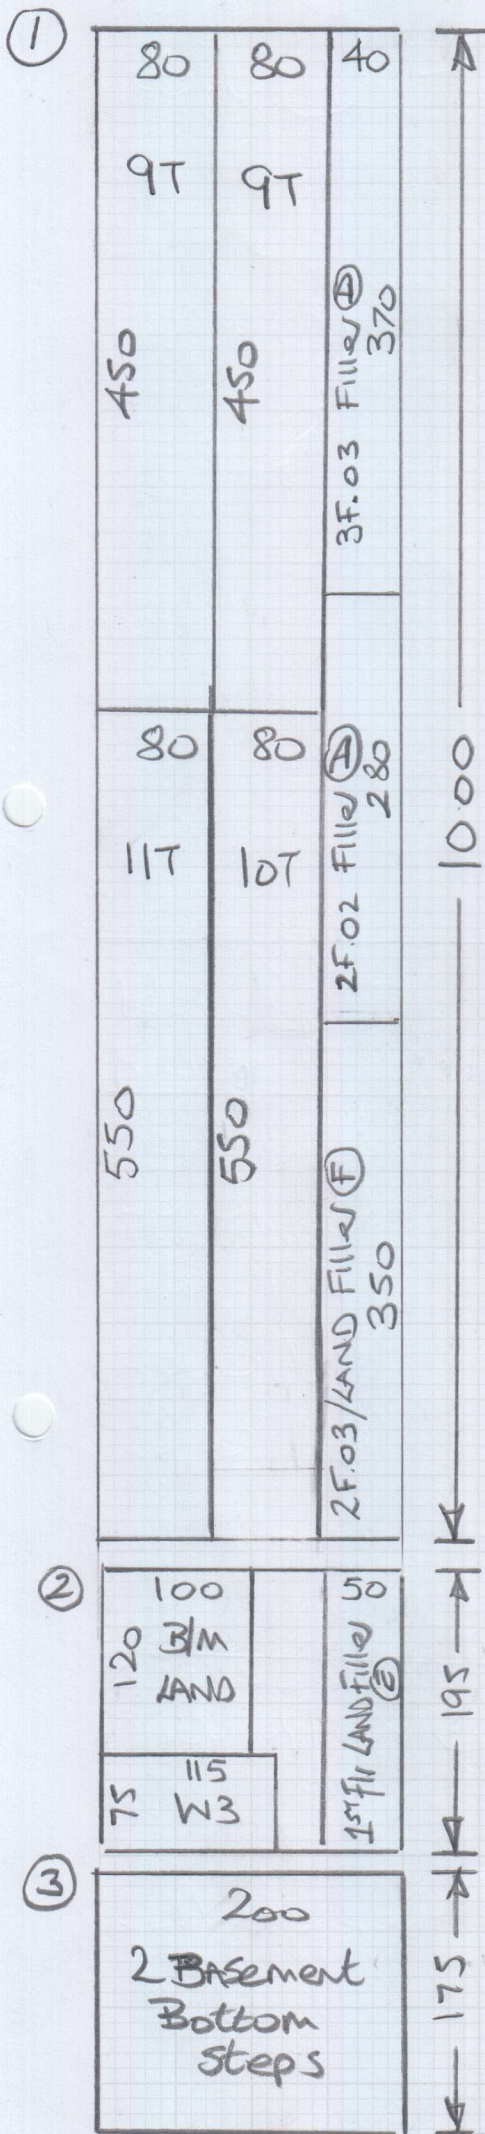 1
80 80 40
9T 9T
450 450
3F.03 Filler D
370
80 80
11T 10T
550 550
2F.02 Filler D
280
2F.03/LAND Filler F
350
10.00
2
100
120 B/M
LAND
115
75 W3
50
1st Flr LAND Filler
E
195
3
200
2 Basement
Bottom
Steps
175